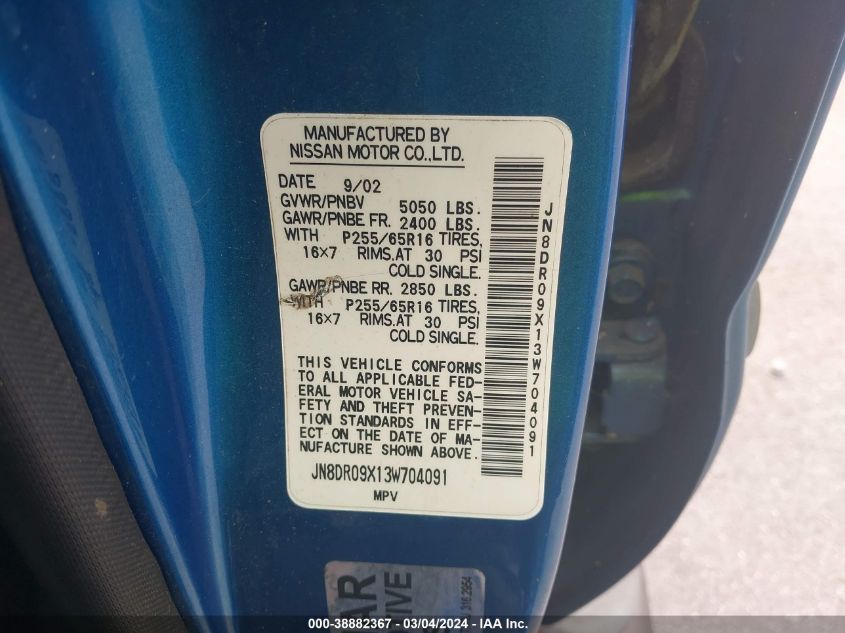 MANUFACTURED BY
NISSAN MOTOR CO.,LTD.
DATE 9/02
GVWR/PNBV 5050 LBS.
GAWR/PNBE FR. 2400 LBS.
WITH P255/65R16 TIRES,
16×7 RIMS.AT 30 PSI
COLD SINGLE.
GAWR/PNBE RR. 2850 LBS.
WITH P255/65R16 TIRES,
16×7 RIMS.AT 30 PSI
COLD SINGLE.
THIS VEHICLE CONFORMS
TO ALL APPLICABLE FED-
ERAL MOTOR VEHICLE SA-
FETY AND THEFT PREVEN-
TION STANDARDS IN EFF-
ECT ON THE DATE OF MA-
NUFACTURE SHOWN ABOVE.
JN8DR09X13W704091
MPV
JN8DR09X13W704091
AR
TIVE
316.2954
000-38882367 - 03/04/2024 - IAA Inc.